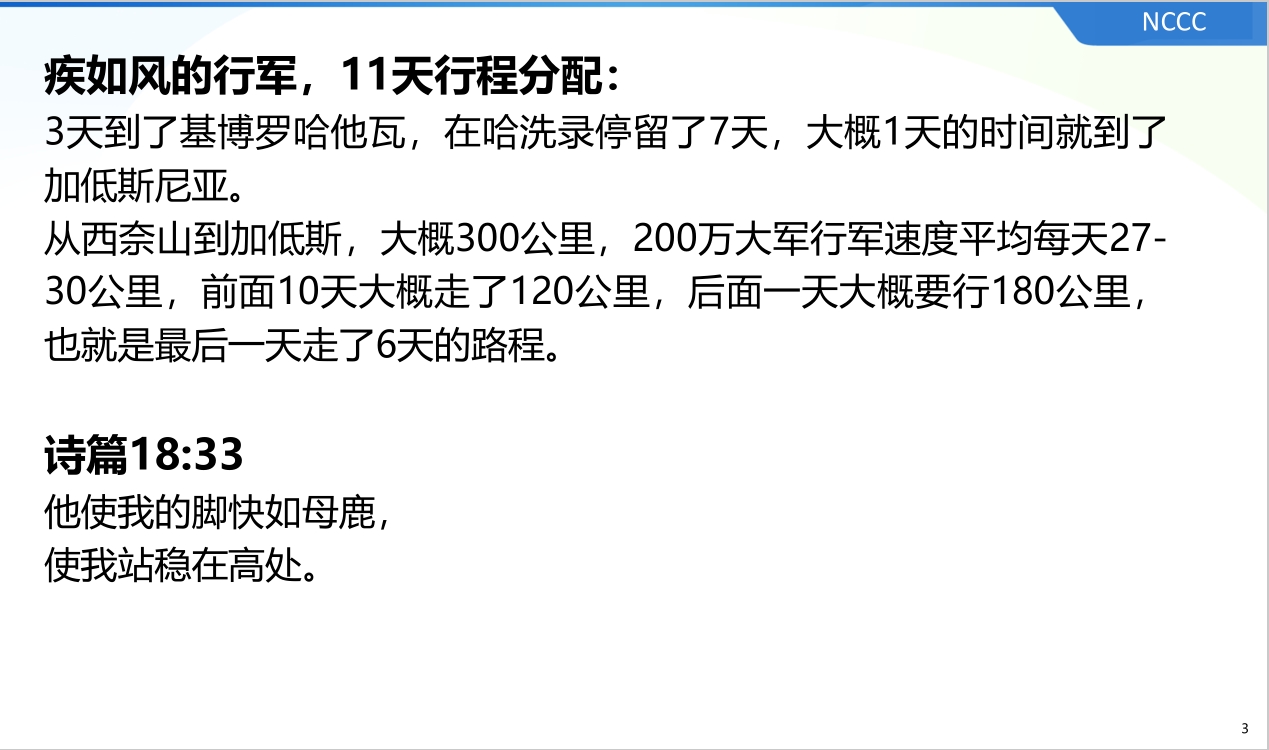 NCCC
疾如风的行军，11天行程分配：
3天到了基博罗哈他瓦，在哈洗录停留了7天，大概1天的时间就到了
加低斯尼亚。
从西奈山到加低斯，大概300公里，200万大军行军速度平均每天27-
30公里，前面10天大概走了120公里，后面一天大概要行180公里，
也就是最后一天走了6天的路程。
诗篇18:33
他使我的脚快如母鹿，
使我站稳在高处。
3